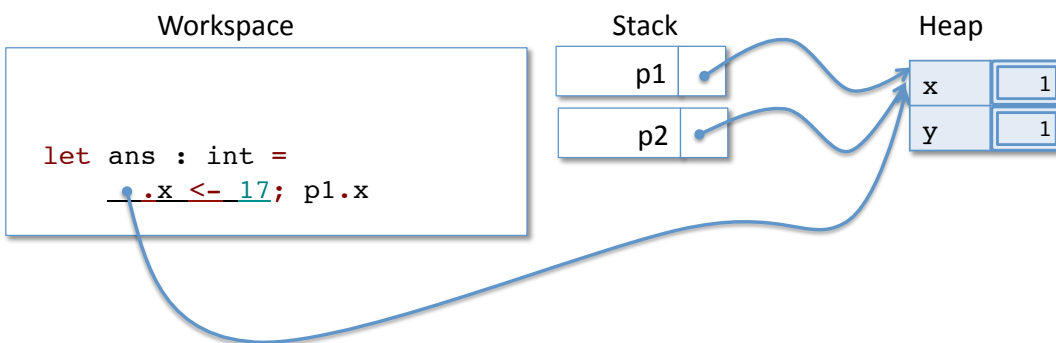 Workspace Stack Heap
p1
x 1
p2
y 1
let ans : int =
.x <- 17; p1.x